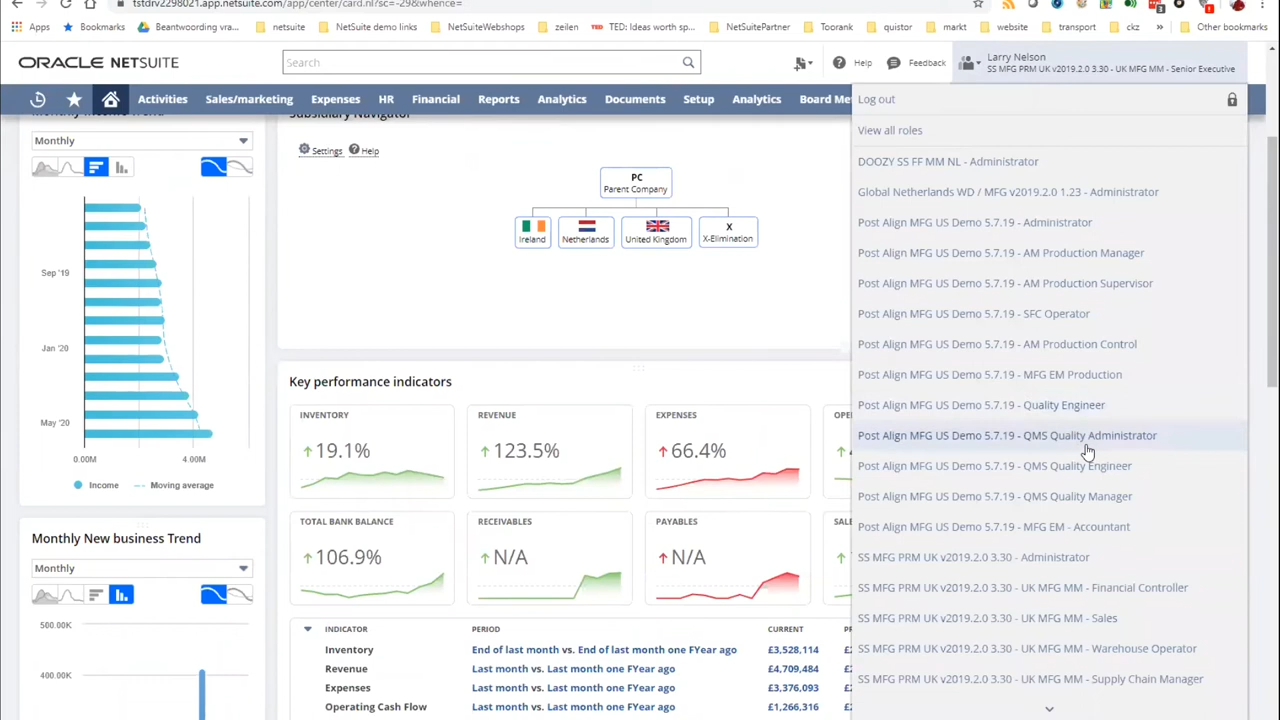 tstdrv2298021.app.netsuite.com/app/center/card.nl?sc=-29&whence=
Apps
Bookmarks
Beantwoording vra...
netsuite
NetSuite demo links
NetSuiteWebshops
zeilen
TED: Ideas worth sp...
NetSuitePartner
Toorank
quistor
markt
website
transport
ckz
»
Other bookmarks
ORACLE NETSUITE
Search
Help
Feedback
Larry Nelson
SS MFG PRM UK v2019.2.0 3.30 - UK MFG MM - Senior Executive
Activities
Sales/marketing
Expenses
HR
Financial
Reports
Analytics
Documents
Setup
Analytics
Board Me
Log out
View all roles
DOOZY SS FF MM NL - Administrator
Global Netherlands WD / MFG v2019.2.0 1.23 - Administrator
Post Align MFG US Demo 5.7.19 - Administrator
Post Align MFG US Demo 5.7.19 - AM Production Manager
Post Align MFG US Demo 5.7.19 - AM Production Supervisor
Post Align MFG US Demo 5.7.19 - SFC Operator
Post Align MFG US Demo 5.7.19 - AM Production Control
Post Align MFG US Demo 5.7.19 - MFG EM Production
Post Align MFG US Demo 5.7.19 - Quality Engineer
Post Align MFG US Demo 5.7.19 - QMS Quality Administrator
Post Align MFG US Demo 5.7.19 - QMS Quality Engineer
Post Align MFG US Demo 5.7.19 - QMS Quality Manager
Post Align MFG US Demo 5.7.19 - MFG EM - Accountant
SS MFG PRM UK v2019.2.0 3.30 - Administrator
SS MFG PRM UK v2019.2.0 3.30 - UK MFG MM - Financial Controller
SS MFG PRM UK v2019.2.0 3.30 - UK MFG MM - Sales
SS MFG PRM UK v2019.2.0 3.30 - UK MFG MM - Warehouse Operator
SS MFG PRM UK v2019.2.0 3.30 - UK MFG MM - Supply Chain Manager
Monthly Income Trend
Monthly
Sep '19
Jan '20
May '20
0.00M
4.00M
Income
Moving average
Monthly New business Trend
Monthly
500.00K
400.00K
Subsidiary Navigator
Settings
Help
PC
Parent Company
Ireland
Netherlands
United Kingdom
X
X-Elimination
Key performance indicators
INVENTORY
19.1%
REVENUE
123.5%
EXPENSES
66.4%
OPE
TOTAL BANK BALANCE
106.9%
RECEIVABLES
N/A
PAYABLES
N/A
SALE
INDICATOR PERIOD CURRENT P
Inventory End of last month vs. End of last month one FYear ago £3,528,114 £
Revenue Last month vs. Last month one FYear ago £4,709,484 £
Expenses Last month vs. Last month one FYear ago £3,376,093 £
Operating Cash Flow Last month vs. Last month one FYear ago £1,266,316 £